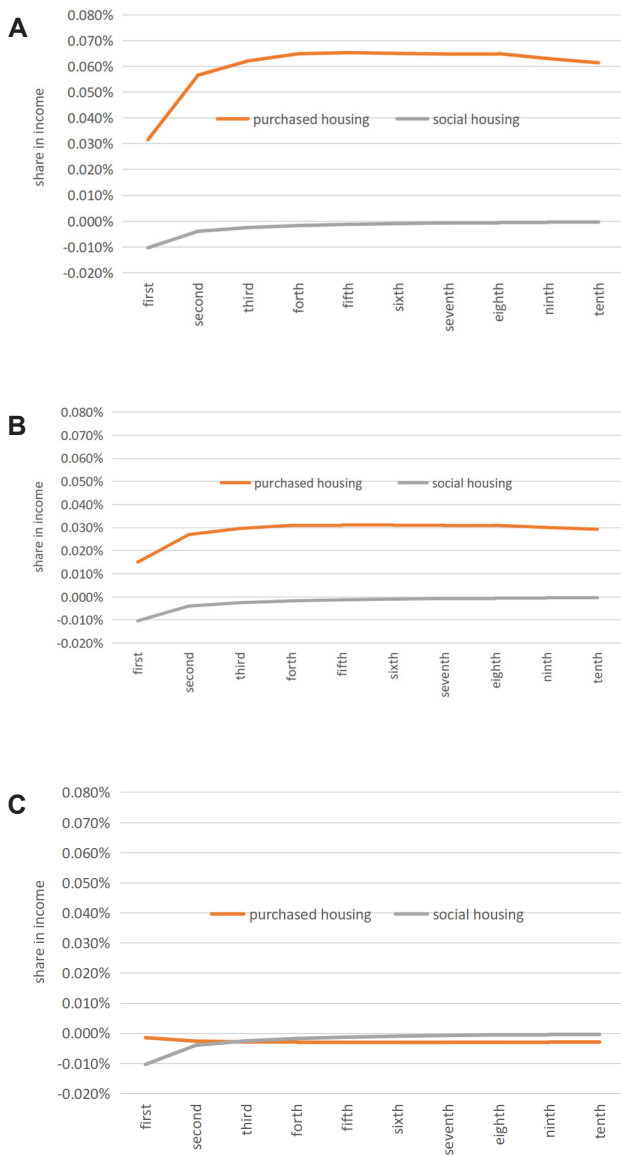 A
0.080%
0.070%
0.060%
0.050%
0.040%
0.030%
0.020%
0.010%
0.000%
-0.010%
-0.020%
share in income
purchased housing
social housing
first
second
third
forth
fifth
sixth
seventh
eighth
ninth
tenth
B
0.080%
0.070%
0.060%
0.050%
0.040%
0.030%
0.020%
0.010%
0.000%
-0.010%
-0.020%
share in income
purchased housing
social housing
first
second
third
forth
fifth
sixth
seventh
eighth
ninth
tenth
C
0.080%
0.070%
0.060%
0.050%
0.040%
0.030%
0.020%
0.010%
0.000%
-0.010%
-0.020%
share in income
purchased housing
social housing
first
second
third
forth
fifth
sixth
seventh
eighth
ninth
tenth